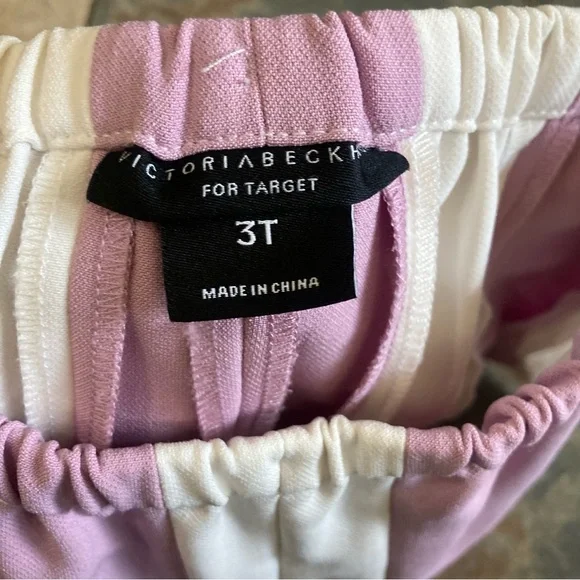 VICTORIABECKH
FOR TARGET
3T
MADE IN CHINA